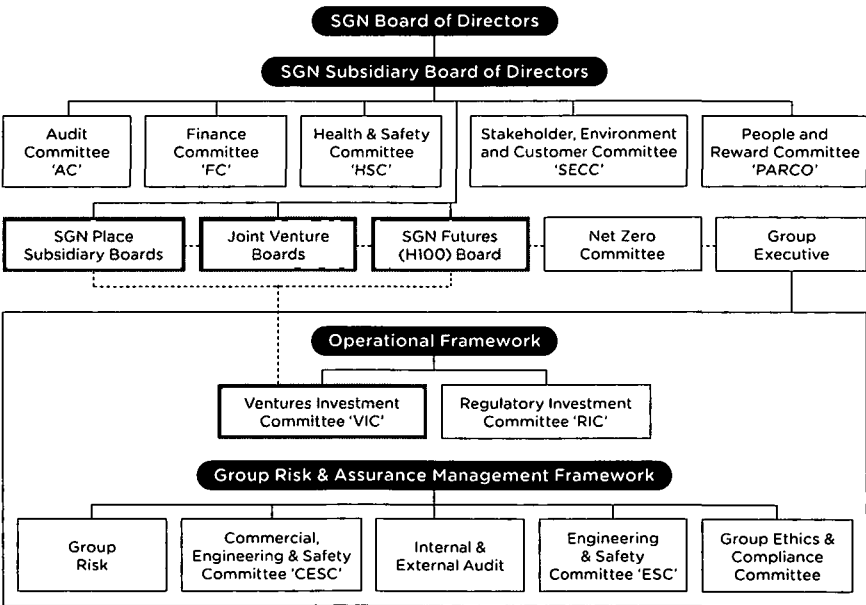 SGN Board of Directors
SGN Subsidiary Board of Directors
Audit
Committee
'AC'
Finance
Committee
'FC'
Health & Safety
Committee
'HSC'
Stakeholder, Environment
and Customer Committee
'SECC'
People and
Reward Committee
'PARCO'
SGN Place
Subsidiary Boards
Joint Venture
Boards
SGN Futures
(H100) Board
Net Zero
Committee
Group
Executive
Operational Framework
Ventures Investment
Committee 'VIC'
Regulatory Investment
Committee 'RIC'
Group Risk & Assurance Management Framework
Group
Risk
Commercial,
Engineering & Safety
Committee 'CESC'
Internal &
External Audit
Engineering
& Safety
Committee 'ESC'
Group Ethics &
Compliance
Committee